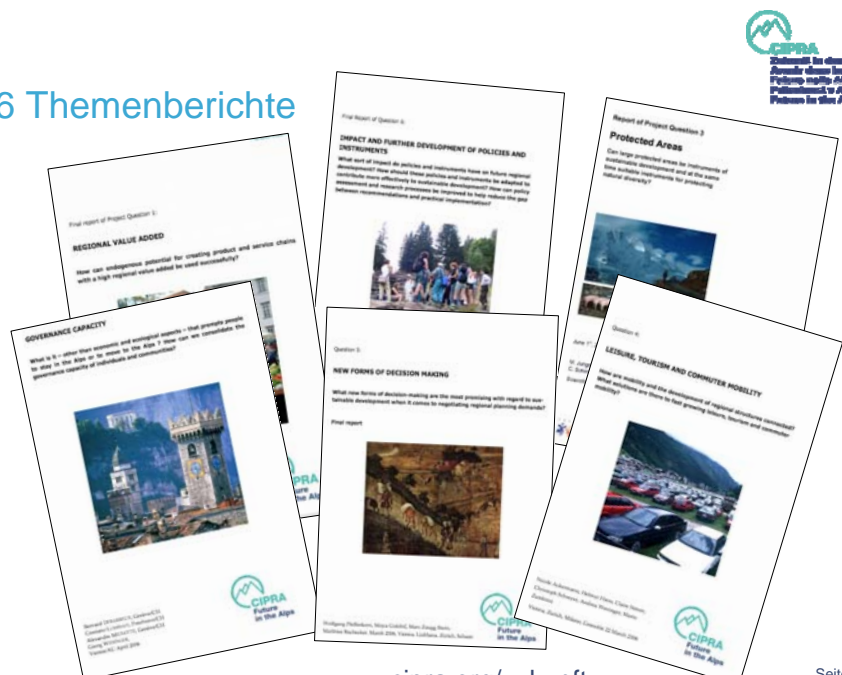 CIPRA
6 Themenberichte
Final Report of Question 6:
IMPACT AND FURTHER DEVELOPMENT OF POLICIES AND
INSTRUMENTS
What sort of impact do policies and instruments have on future regional
development? How should these policies and instruments be adapted to
contribute more effectively to sustainable development? How can policy
assessment and research processes be improved to help reduce the gap
between recommendations and practical implementation?
Report of Project Question 3
Protected Areas
Can large protected areas be instruments of
sustainable development and at the same
time suitable instruments for protecting
natural diversity?
June 1
Final report of Project Question 1:
REGIONAL VALUE ADDED
How can endogenous potential for creating product and service chains
with a high regional value added be used successfully?
GOVERNANCE CAPACITY
What is it – other than economic and ecological aspects – that prompts people
to stay in the Alps or to move to the Alps ? How can we consolidate the
governance capacity of individuals and communities?
CIPRA
Future
in the Alps
Question 5:
NEW FORMS OF DECISION MAKING
What new forms of decision-making are the most promising with regard to sus-
tainable development when it comes to negotiating regional planning demands?
Final report
CIPRA
Future
in the Alps
Question 4:
LEISURE, TOURISM AND COMMUTER MOBILITY
How are mobility and the development of regional structures connected?
What solutions are there to fast growing leisure, tourism and commuter
mobility?
CIPRA
Future
in the Alps